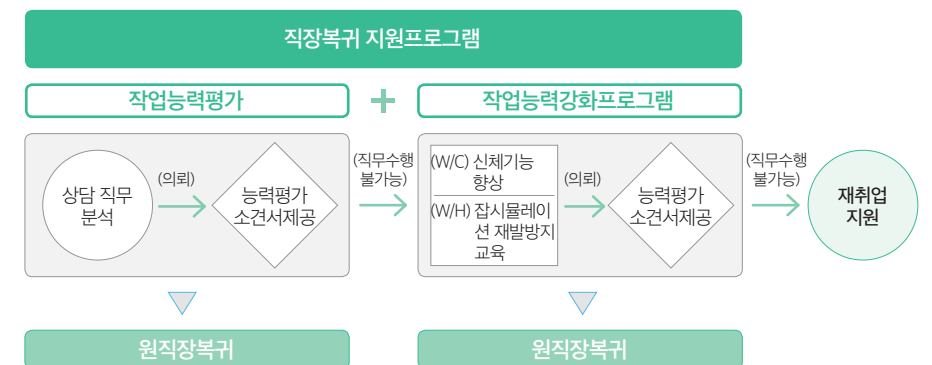 직장복귀 지원프로그램
작업능력평가
+
작업능력강화프로그램
상담 직무
분석
(의뢰)
능력평가
소견서제공
(직무수행
불가능)
(W/C) 신체기능
향상
(W/H) 잡시뮬레이
션 재발방지
교육
(의뢰)
능력평가
소견서제공
(직무수행
불가능)
재취업
지원
원직장복귀
원직장복귀